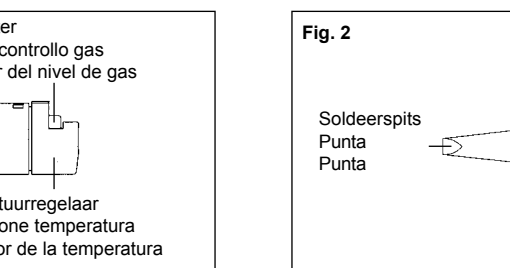 er
controllo gas
r del nivel de gas
tuurregelaar
one temperatura
or de la temperatura
Fig. 2
Soldeerspits
Punta
Punta